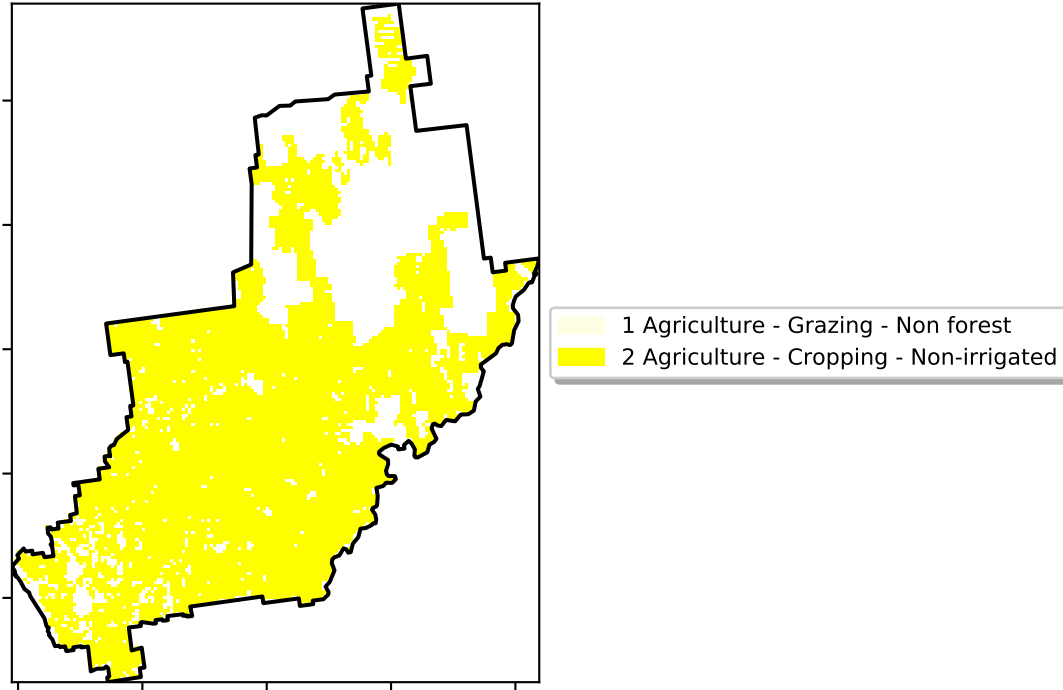 1 Agriculture - Grazing - Non forest
2 Agriculture - Cropping - Non-irrigated